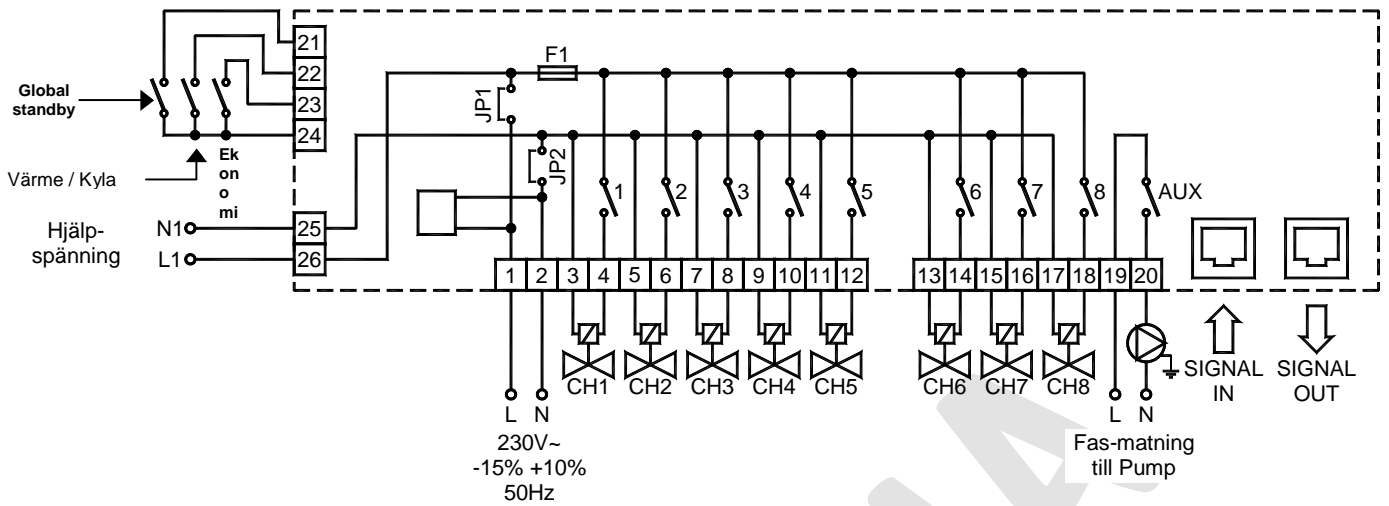 21
22
23
24
F1
JP1
JP2
Global
standby
Värme / Kyla
Ek
on
o
mi
Hjälp-
spänning
N1
L1
25
26
1 2 3 4 5 6 7 8 AUX
1 2 3 4 5 6 7 8 9 10 11 12 13 14 15 16 17 18 19 20
CH1 CH2 CH3 CH4 CH5 CH6 CH7 CH8
SIGNAL
IN
SIGNAL
OUT
L N
230V~
-15% +10%
50Hz
L N
Fas-matning
till Pump